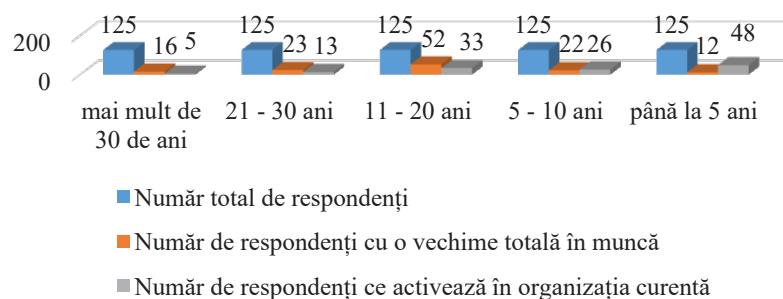 125 125 125 125 125
200 16 5 23 13 52 33 22 26 12 48
0
mai mult de 21 - 30 ani 11 - 20 ani 5 - 10 ani până la 5 ani
30 de ani
Număr total de respondenți
Număr de respondenți cu o vechime totală în muncă
Număr de respondenți ce activează în organizația curentă